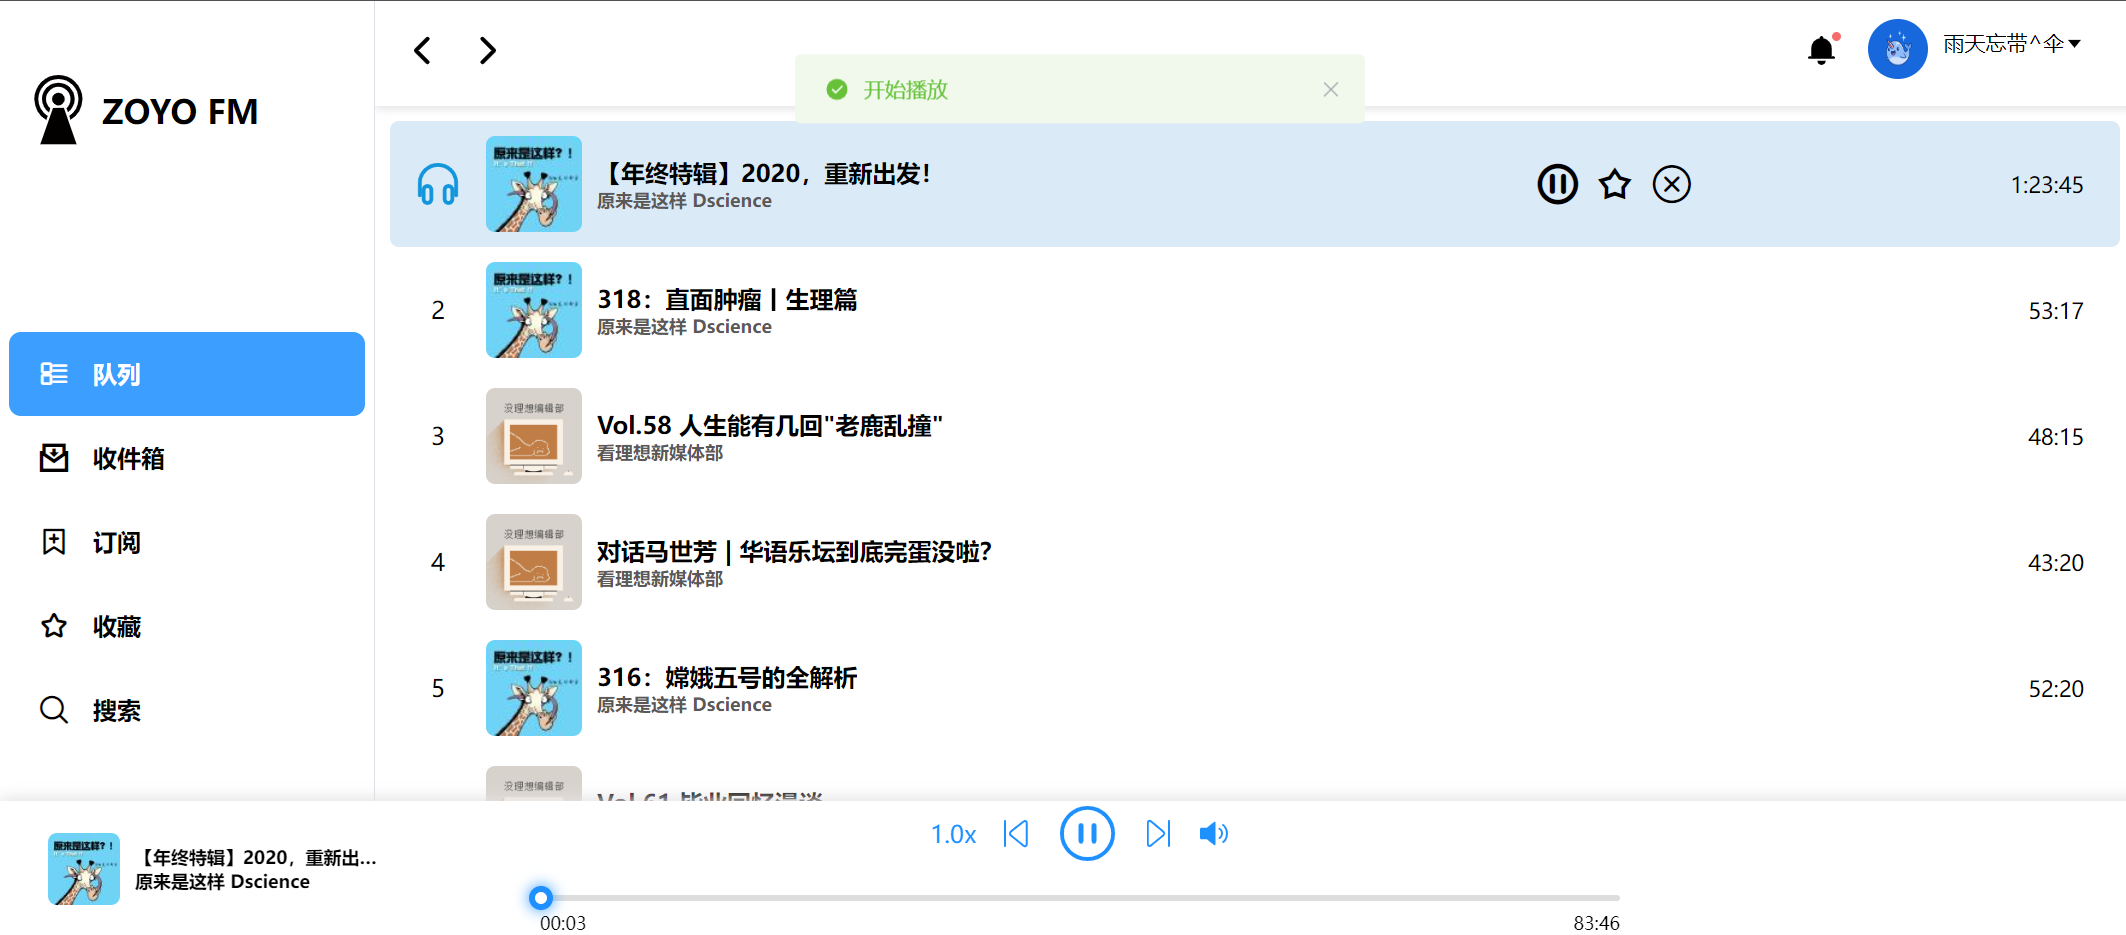 ZOYO FM
队列
收件箱
订阅
收藏
搜索
雨天忘带^伞
开始播放
原来是这样？！
【年终特辑】2020，重新出发！
原来是这样 Dscience
1:23:45
2
原来是这样？！
318：直面肿瘤丨生理篇
原来是这样 Dscience
53:17
3
没理想编辑部
Vol.58 人生能有几回"老鹿乱撞"
看理想新媒体部
48:15
4
没理想编辑部
对话马世芳 | 华语乐坛到底完蛋没啦？
看理想新媒体部
43:20
5
原来是这样？！
316：嫦娥五号的全解析
原来是这样 Dscience
52:20
没理想编辑部
Vol.61 毕业回忆漫谈
原来是这样？！
【年终特辑】2020，重新出...
原来是这样 Dscience
1.0x
00:03
83:46